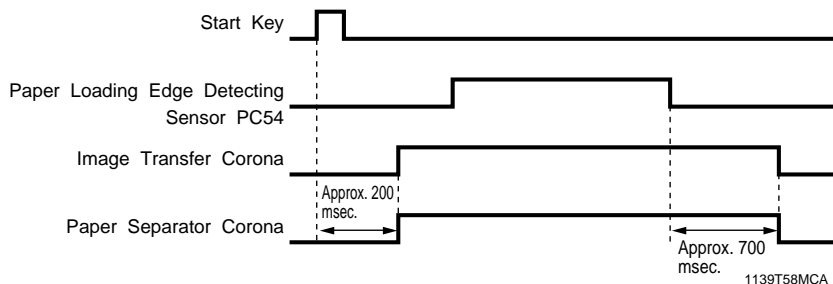 Start Key
Paper Loading Edge Detecting
Sensor PC54
Image Transfer Corona
Approx. 200
msec.
Paper Separator Corona
Approx. 700
msec.
1139T58MCA